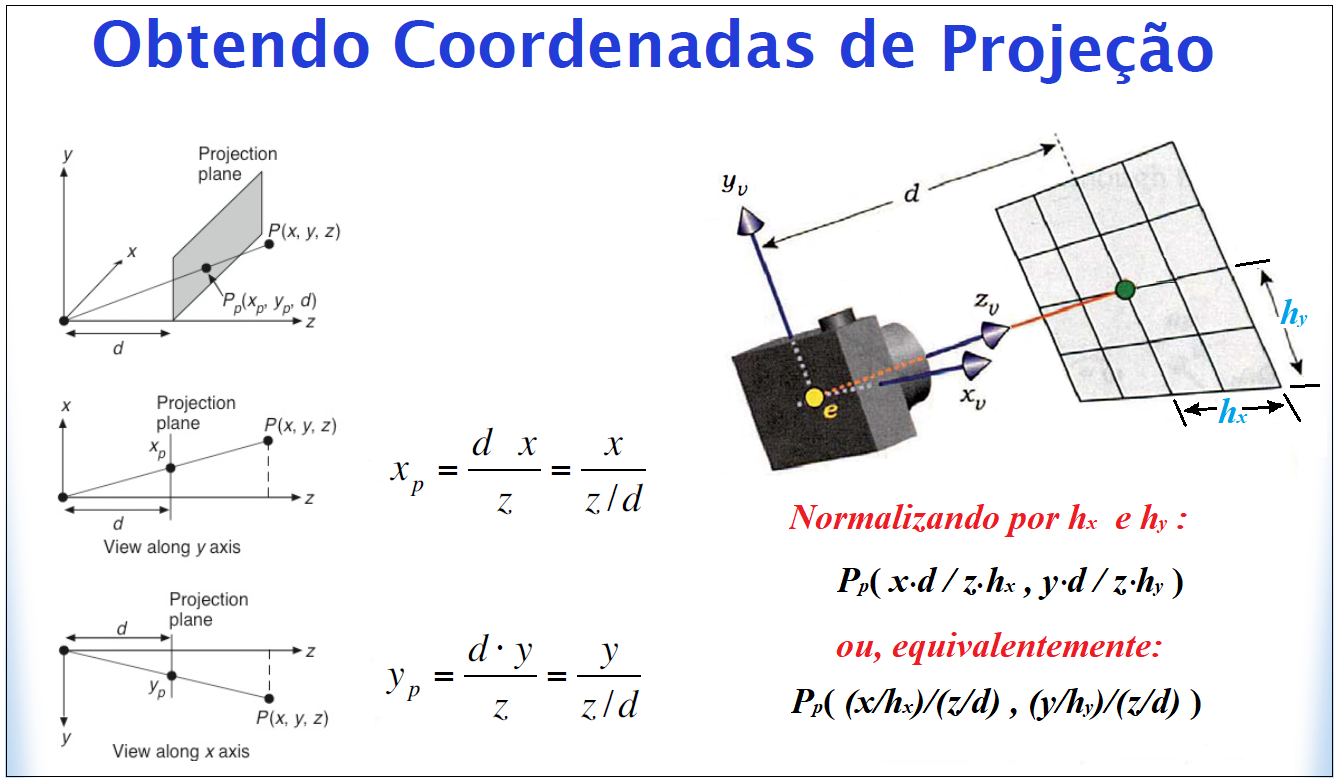 Obtendo Coordenadas de Projeção
y
Projection
plane
x
P(x, y, z)
Pp(xp, yp, d)
z
d
x
Projection
plane
xp
P(x, y, z)
z
d
View along y axis
xp = d x / z = x / z / d
Projection
plane
d
z
yp
P(x, y, z)
y
View along x axis
yp = d · y / z = y / z / d
yv
d
zv
xv
e
hy
hx
Normalizando por hx e hy :
Pp( x·d / z·hx , y·d / z·hy )
ou, equivalentemente:
Pp( (x/hx)/(z/d) , (y/hy)/(z/d) )